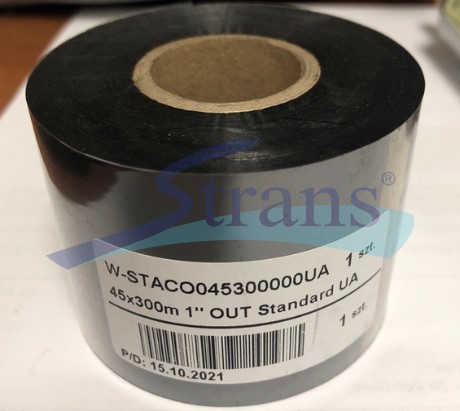 Strans®
W-STACO045300000UA 1 szt.
45x300m 1" OUT Standard UA
1 szt.
P/D: 15.10.2021